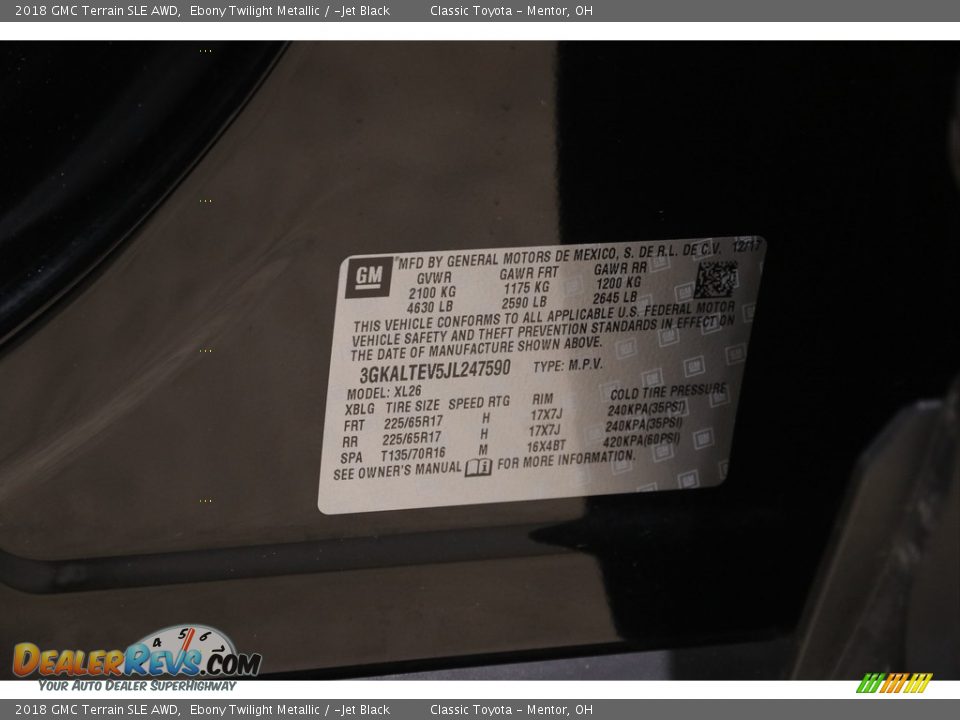 2018 GMC Terrain SLE AWD, Ebony Twilight Metallic / -Jet Black Classic Toyota - Mentor, OH
GM
MFD BY GENERAL MOTORS DE MEXICO, S. DE R.L. DE C.V. 12/17
GVWR GAWR FRT GAWR RR
2100 KG 1175 KG 1200 KG
4630 LB 2590 LB 2645 LB
THIS VEHICLE CONFORMS TO ALL APPLICABLE U.S. FEDERAL MOTOR
VEHICLE SAFETY AND THEFT PREVENTION STANDARDS IN EFFECT ON
THE DATE OF MANUFACTURE SHOWN ABOVE.
3GKALTEV5JL247590 TYPE: M.P.V.
MODEL: XL26
XBLG TIRE SIZE SPEED RTG RIM COLD TIRE PRESSURE
FRT 225/65R17 H 17X7J 240KPA(35PSI)
RR 225/65R17 H 17X7J 240KPA(35PSI)
SPA T135/70R16 M 16X4BT 420KPA(60PSI)
SEE OWNER'S MANUAL i FOR MORE INFORMATION.
4 5 6
DEALERREVS.COM
YOUR AUTO DEALER SUPERHIGHWAY
2018 GMC Terrain SLE AWD, Ebony Twilight Metallic / -Jet Black Classic Toyota - Mentor, OH